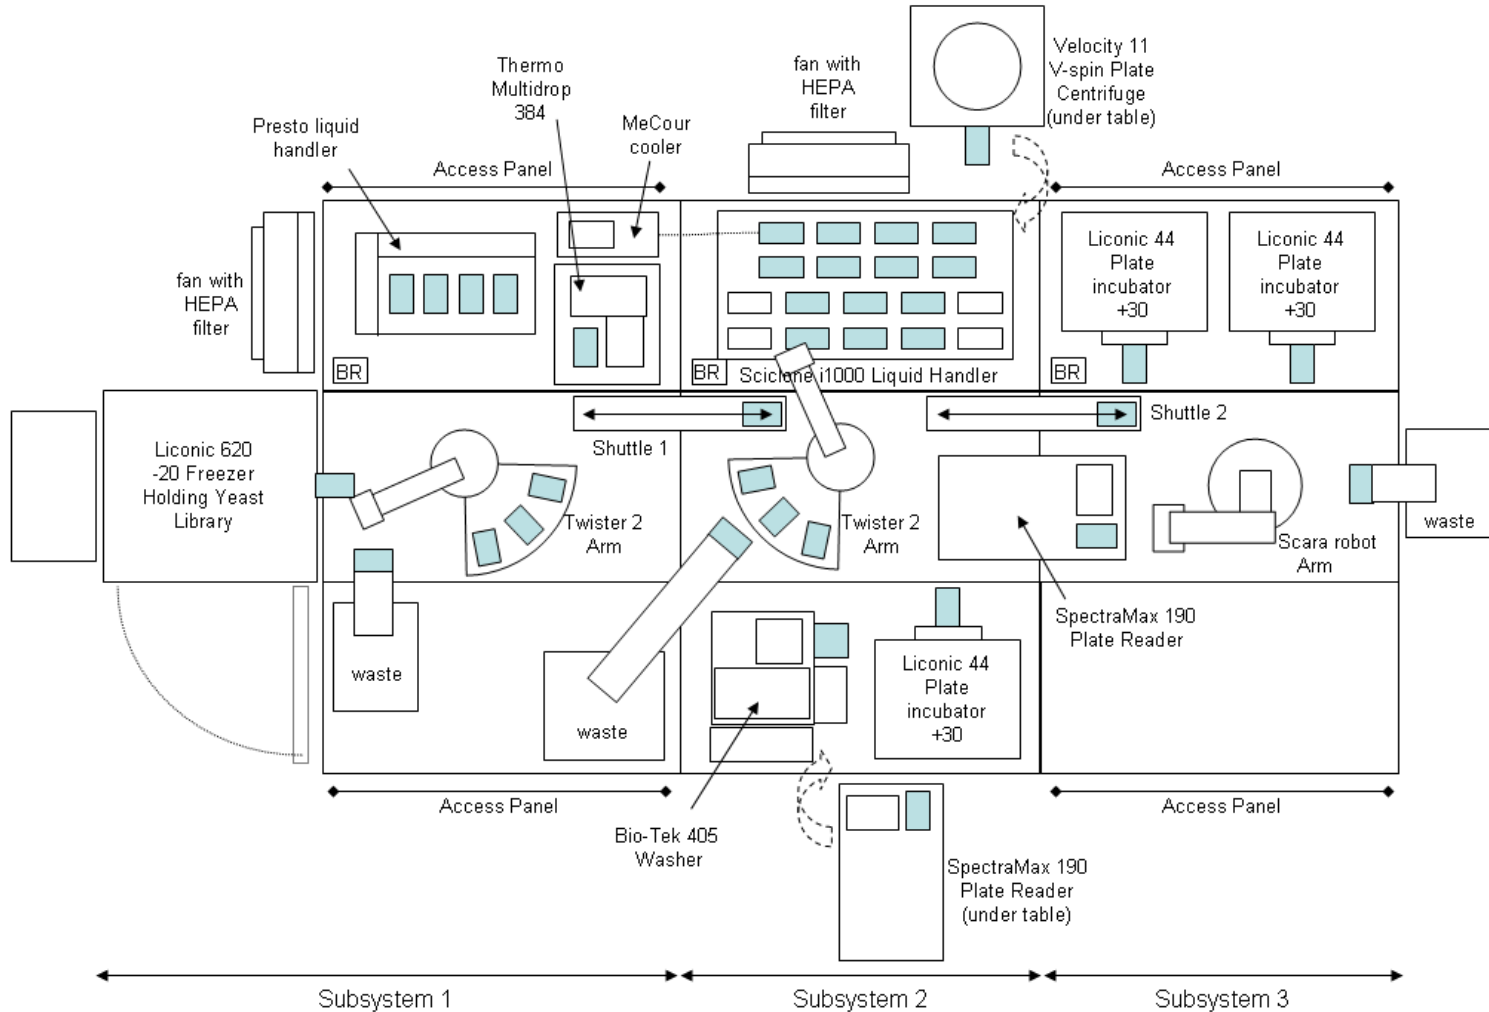 Velocity 11
V-spin Plate
Centrifuge
(under table)
fan with
HEPA
filter
Thermo
Multidrop
384
MeCour
cooler
Presto liquid
handler
Access Panel
Access Panel
fan with
HEPA
filter
Liconic 44
Plate
incubator
+30
Liconic 44
Plate
incubator
+30
BR
BR
Sciclone i1000 Liquid Handler
BR
Shuttle 1
Shuttle 2
Liconic 620
-20 Freezer
Holding Yeast
Library
Twister 2
Arm
Twister 2
Arm
Scara robot
Arm
waste
SpectraMax 190
Plate Reader
waste
waste
Liconic 44
Plate
incubator
+30
Access Panel
Access Panel
Bio-Tek 405
Washer
SpectraMax 190
Plate Reader
(under table)
Subsystem 1
Subsystem 2
Subsystem 3